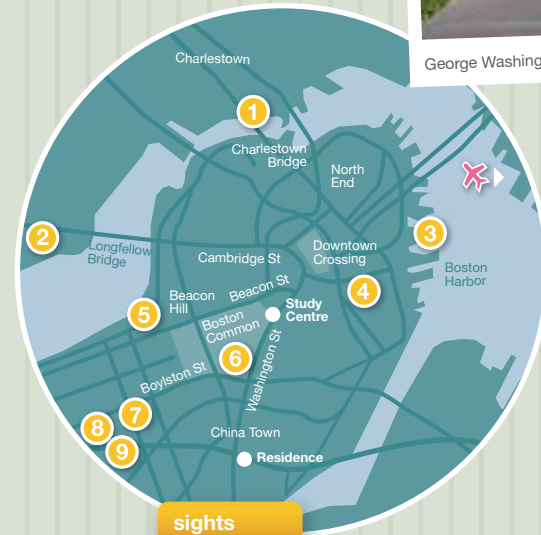 George Washing
Charlestown
1
Charlestown
Bridge
North
End
2
Longfellow
Bridge
Cambridge St
Downtown
Crossing
3
Boston
Harbor
4
Beacon St
Beacon
Hill
5
Study
Centre
Boston
Common
6
Washington St
Boylston St
7
8
9
China Town
Residence
sights